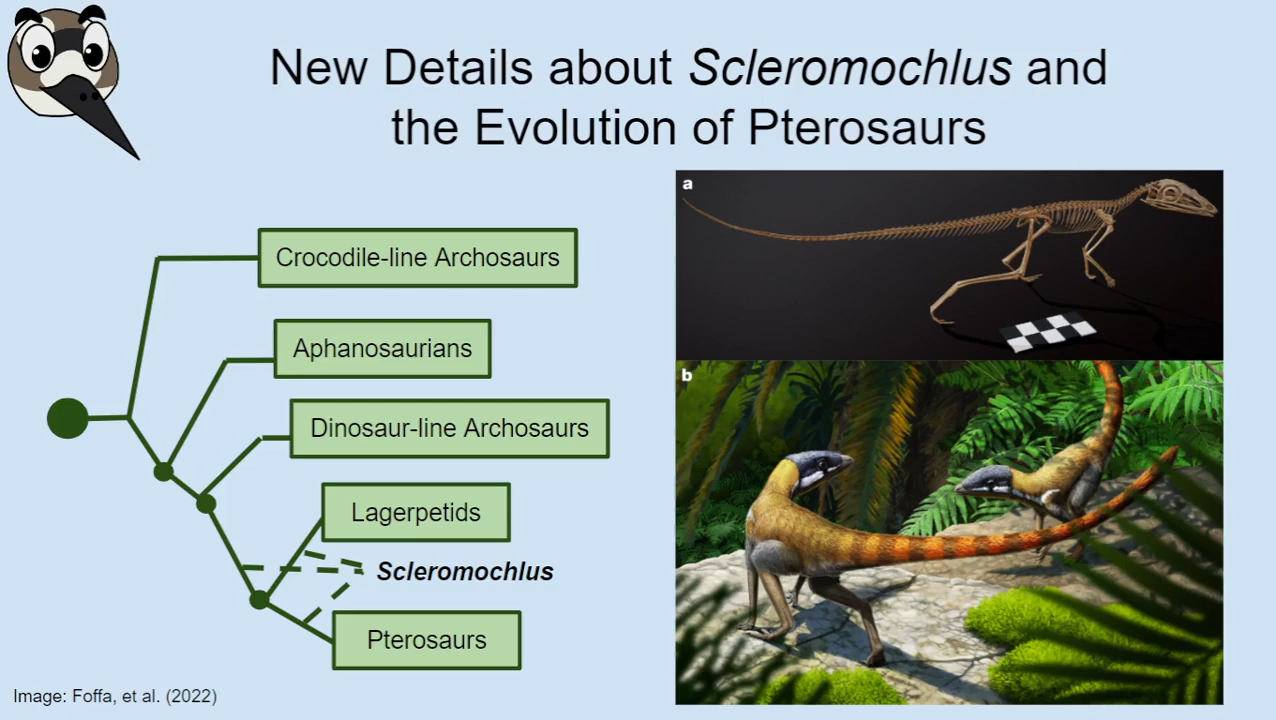 New Details about Scleromochlus and
the Evolution of Pterosaurs
a
Crocodile-line Archosaurs
Aphanosaurians
b
Dinosaur-line Archosaurs
Lagerpetids
Scleromochlus
Pterosaurs
Image: Foffa, et al. (2022)